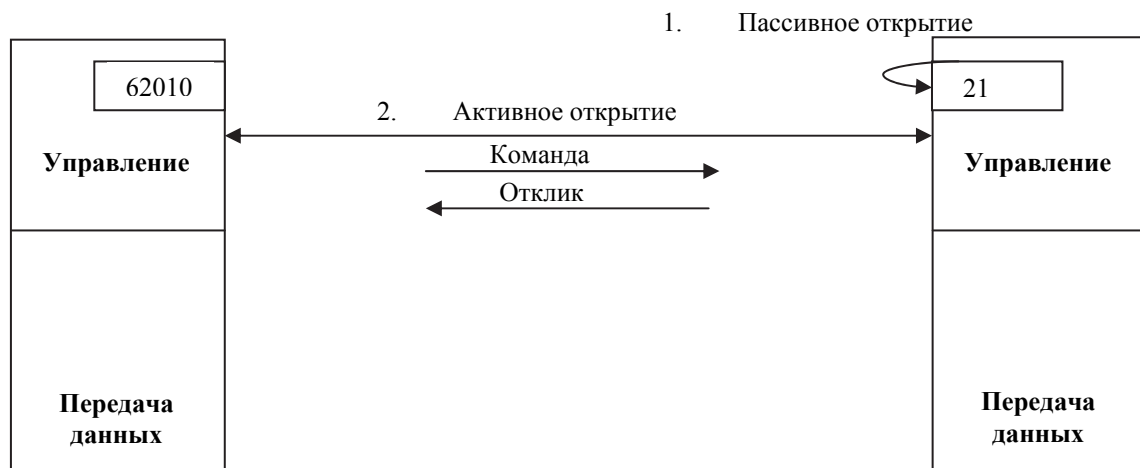 1. Пассивное открытие
62010
21
2. Активное открытие
Управление
Команда
Управление
Отклик
Передача
данных
Передача
данных